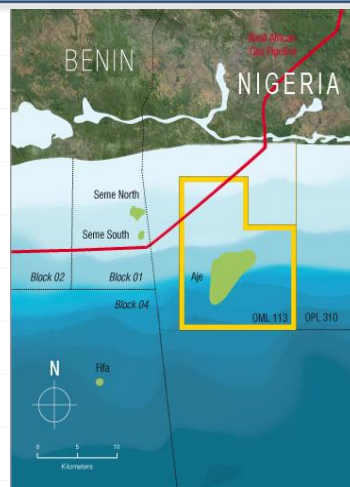 West African
Gas Pipeline
BENIN
NIGERIA
Seme North
Seme South
Block 02
Block 01
Aje
Block 04
OML 113
OPL 310
Fifa
N
0 5 10
Kilometers